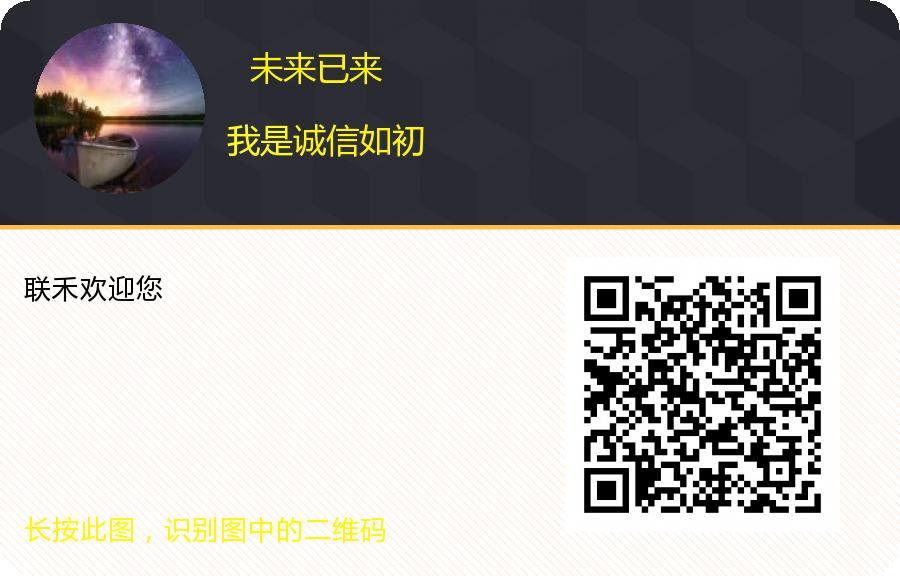 未来已来
我是诚信如初
联禾欢迎您
长按此图，识别图中的二维码